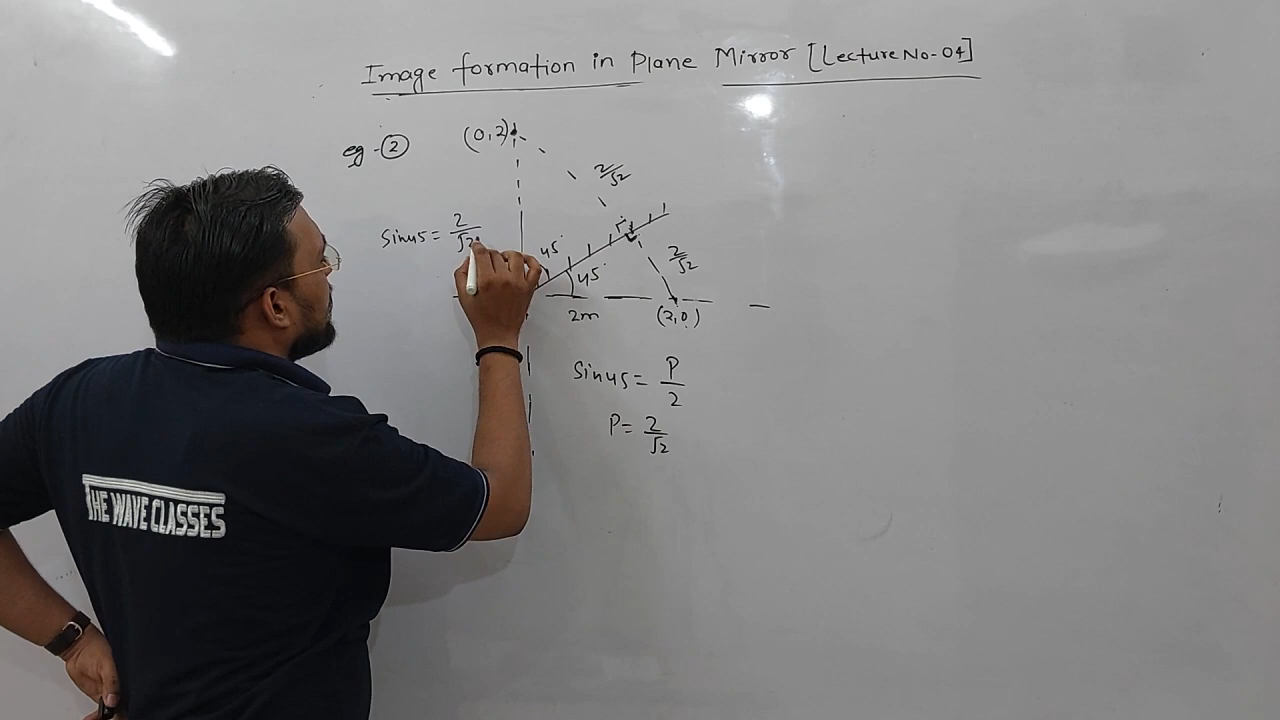 Image formation in Plane Mirror [Lecture No-04]
eg - ②
(0,2)
2/√2
Sin45 = 2/√2
45°
45°
2/√2
2m
(2,0)
Sin45 = P/2
P = 2/√2
THE WAVE CLASSES